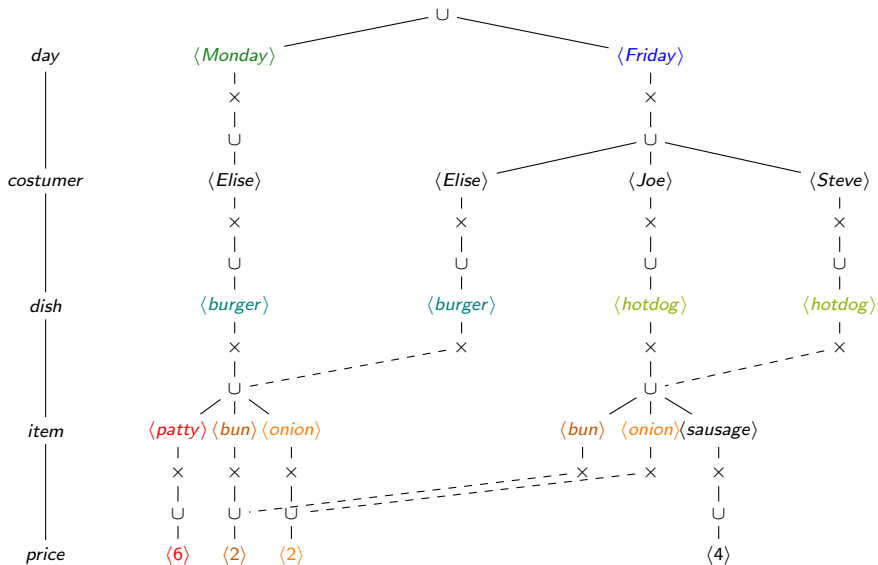 ∪
day ⟨Monday⟩ ⟨Friday⟩
× ×
∪ ∪
costumer ⟨Elise⟩ ⟨Elise⟩ ⟨Joe⟩ ⟨Steve⟩
× × × ×
∪ ∪ ∪ ∪
dish ⟨burger⟩ ⟨burger⟩ ⟨hotdog⟩ ⟨hotdog⟩
× × × ×
∪ ∪
item ⟨patty⟩ ⟨bun⟩ ⟨onion⟩ ⟨bun⟩ ⟨onion⟩ ⟨sausage⟩
× × × × × ×
∪ ∪ ∪ ∪
price ⟨6⟩ ⟨2⟩ ⟨2⟩ ⟨4⟩